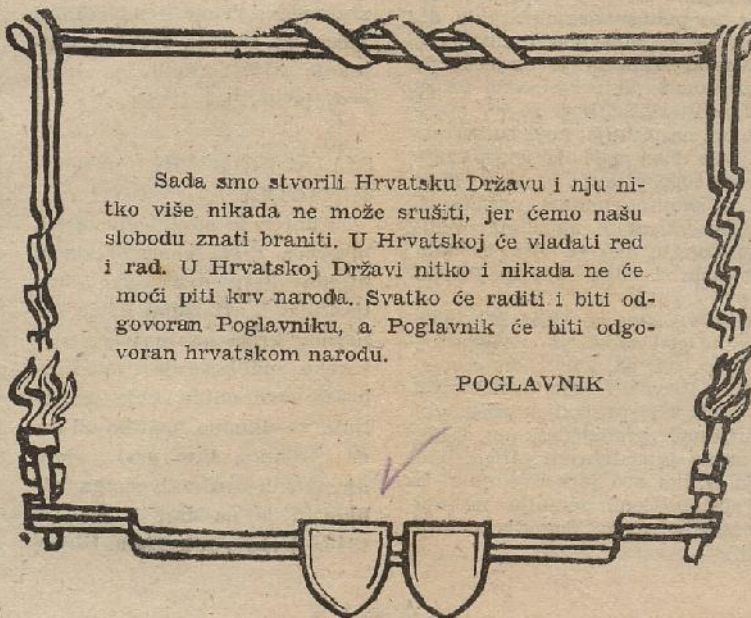 Sada smo stvorili Hrvatsku Državu i nju ni-
tko više nikada ne može srušiti, jer ćemo našu
slobodu znati braniti. U Hrvatskoj će vladati red
i rad. U Hrvatskoj Državi nitko i nikada ne će
moći piti krv naroda. Svatko će raditi i biti od-
govoran Poglavniku, a Poglavnik će biti odgo-
voran hrvatskom narodu.
POGLAVNIK